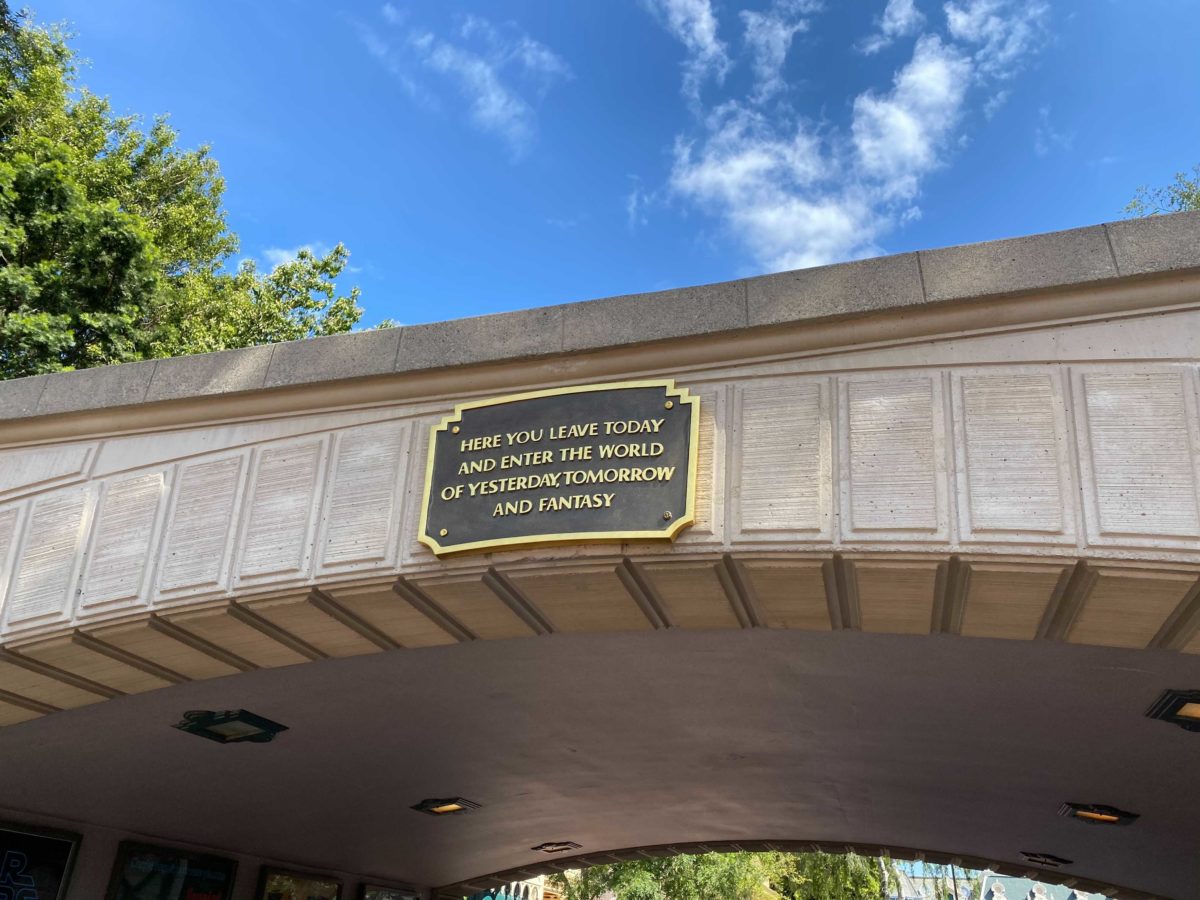 HERE YOU LEAVE TODAY
AND ENTER THE WORLD
OF YESTERDAY, TOMORROW
AND FANTASY